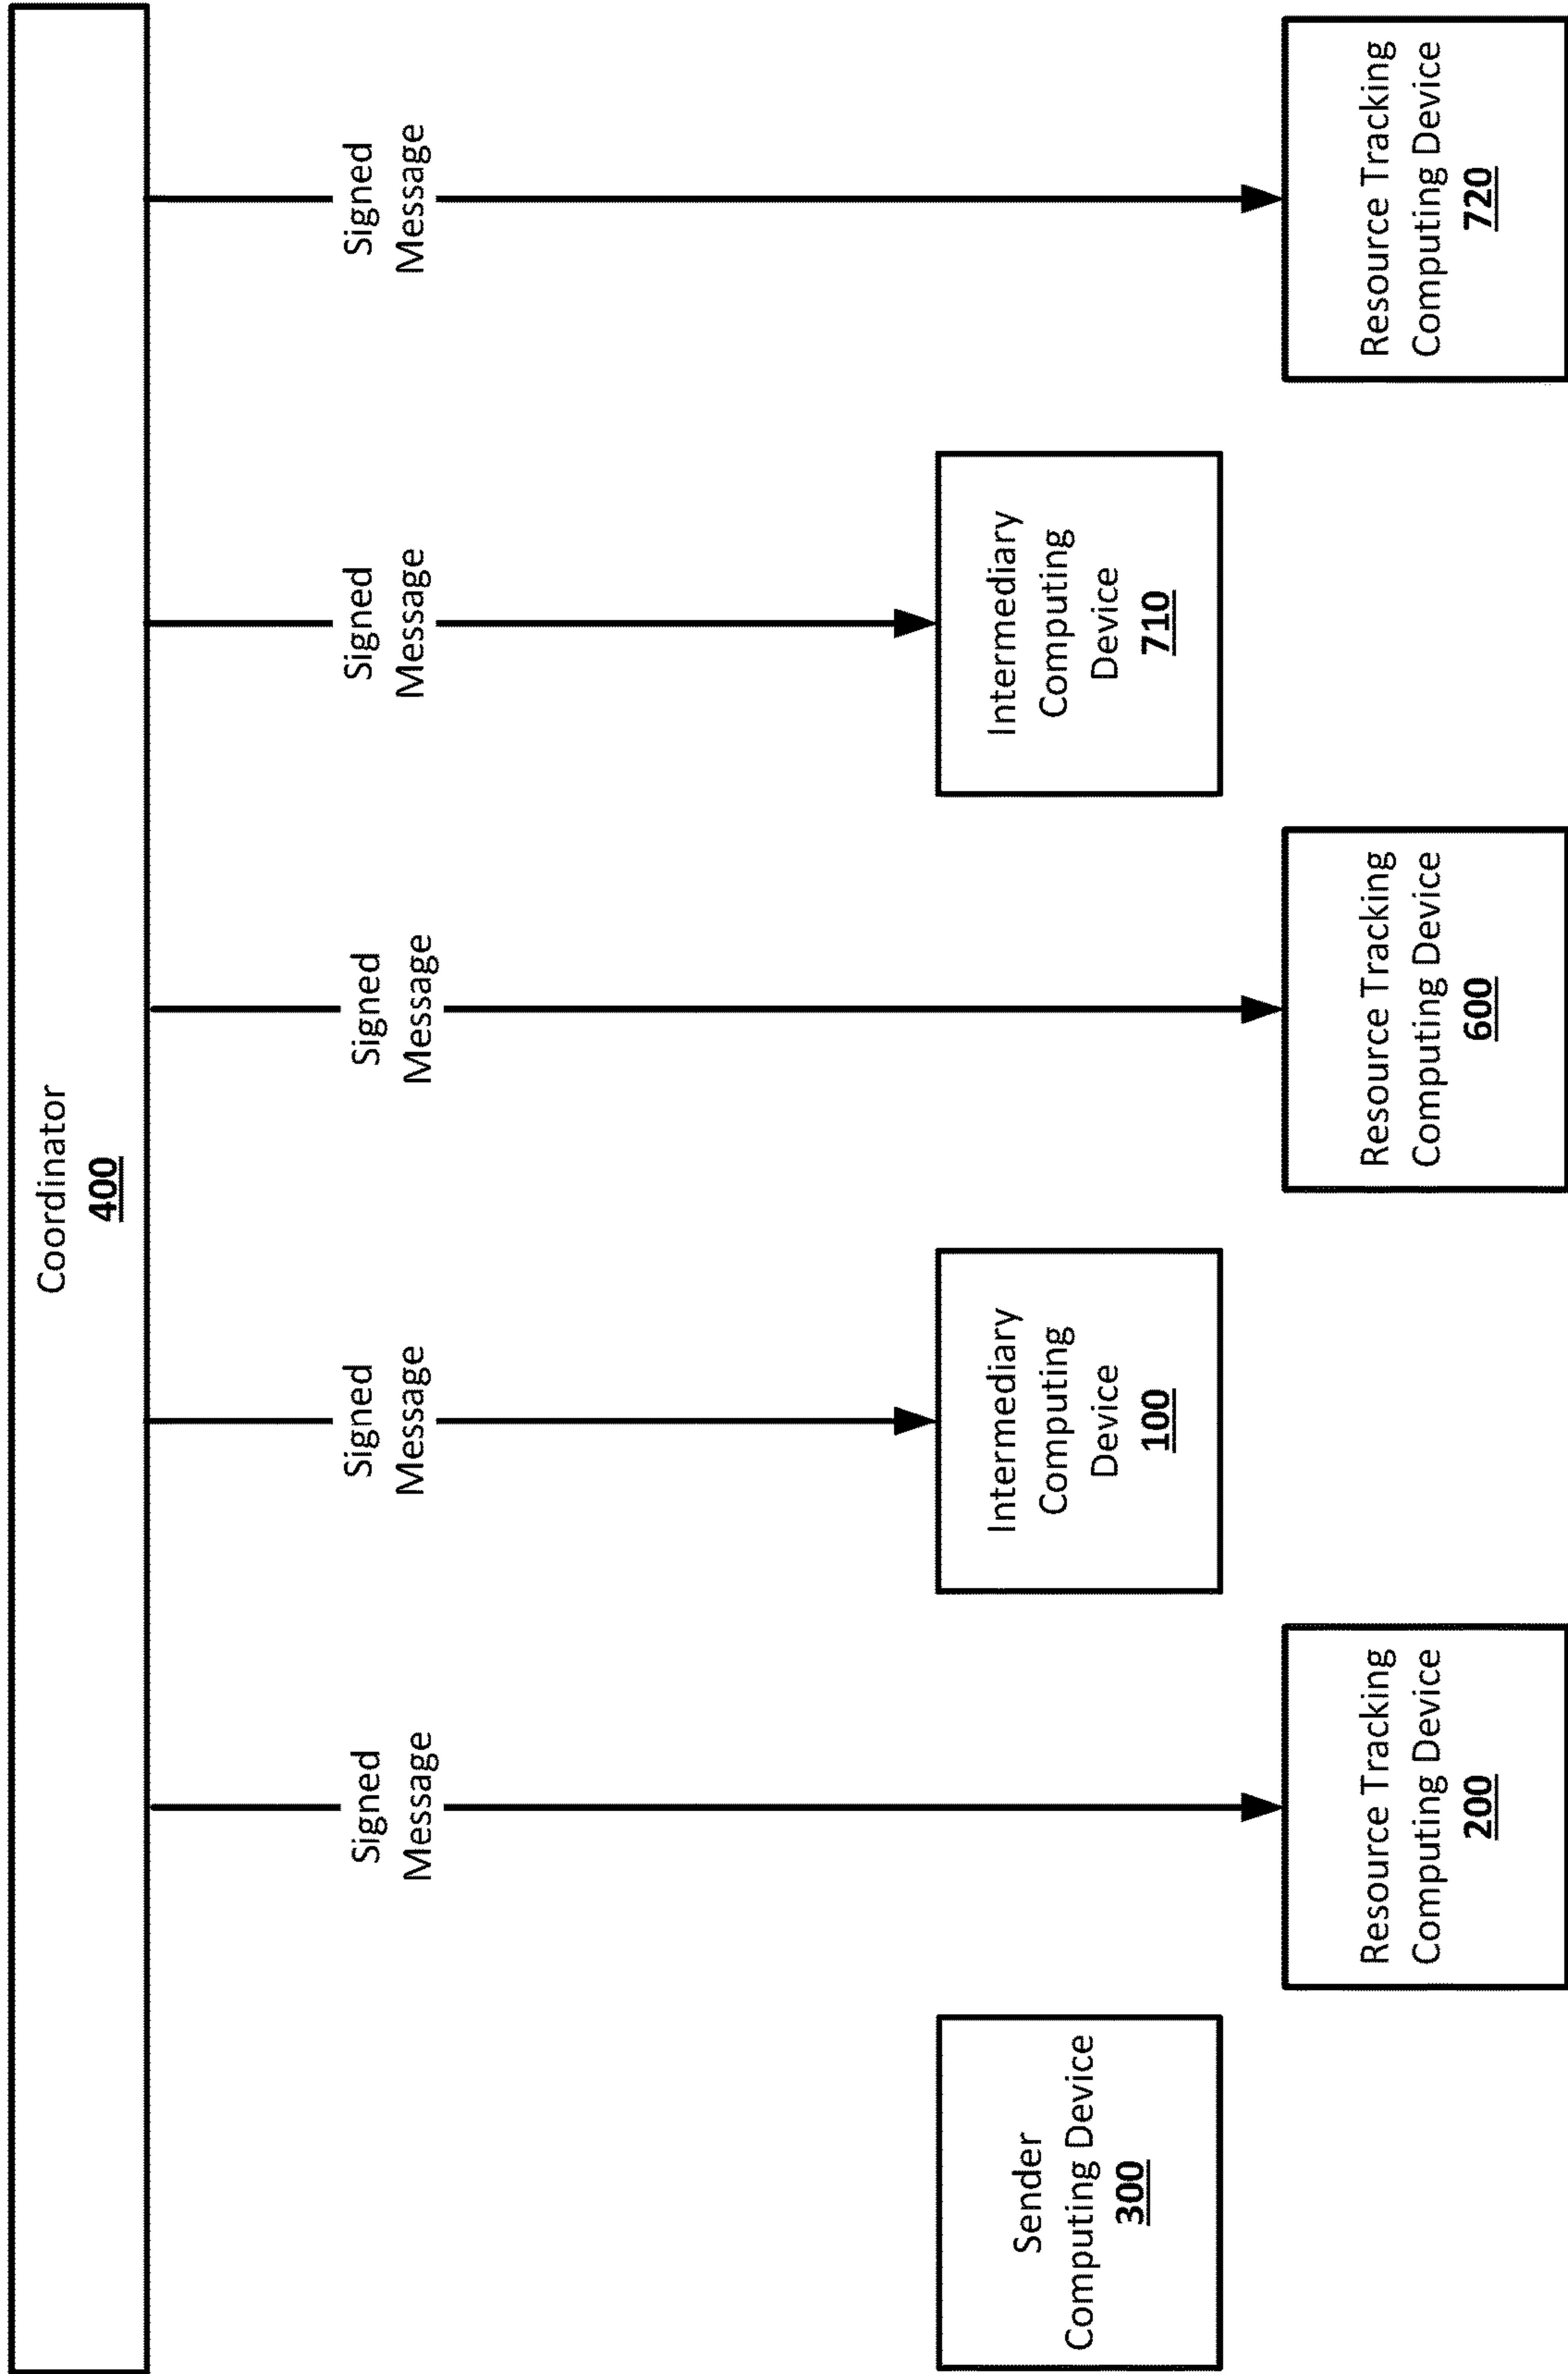 Coordinator
400
Signed
Message
Signed
Message
Signed
Message
Signed
Message
Signed
Message
Sender
Computing Device
300
Intermediary
Computing
Device
100
Intermediary
Computing
Device
710
Resource Tracking
Computing Device
200
Resource Tracking
Computing Device
600
Resource Tracking
Computing Device
720